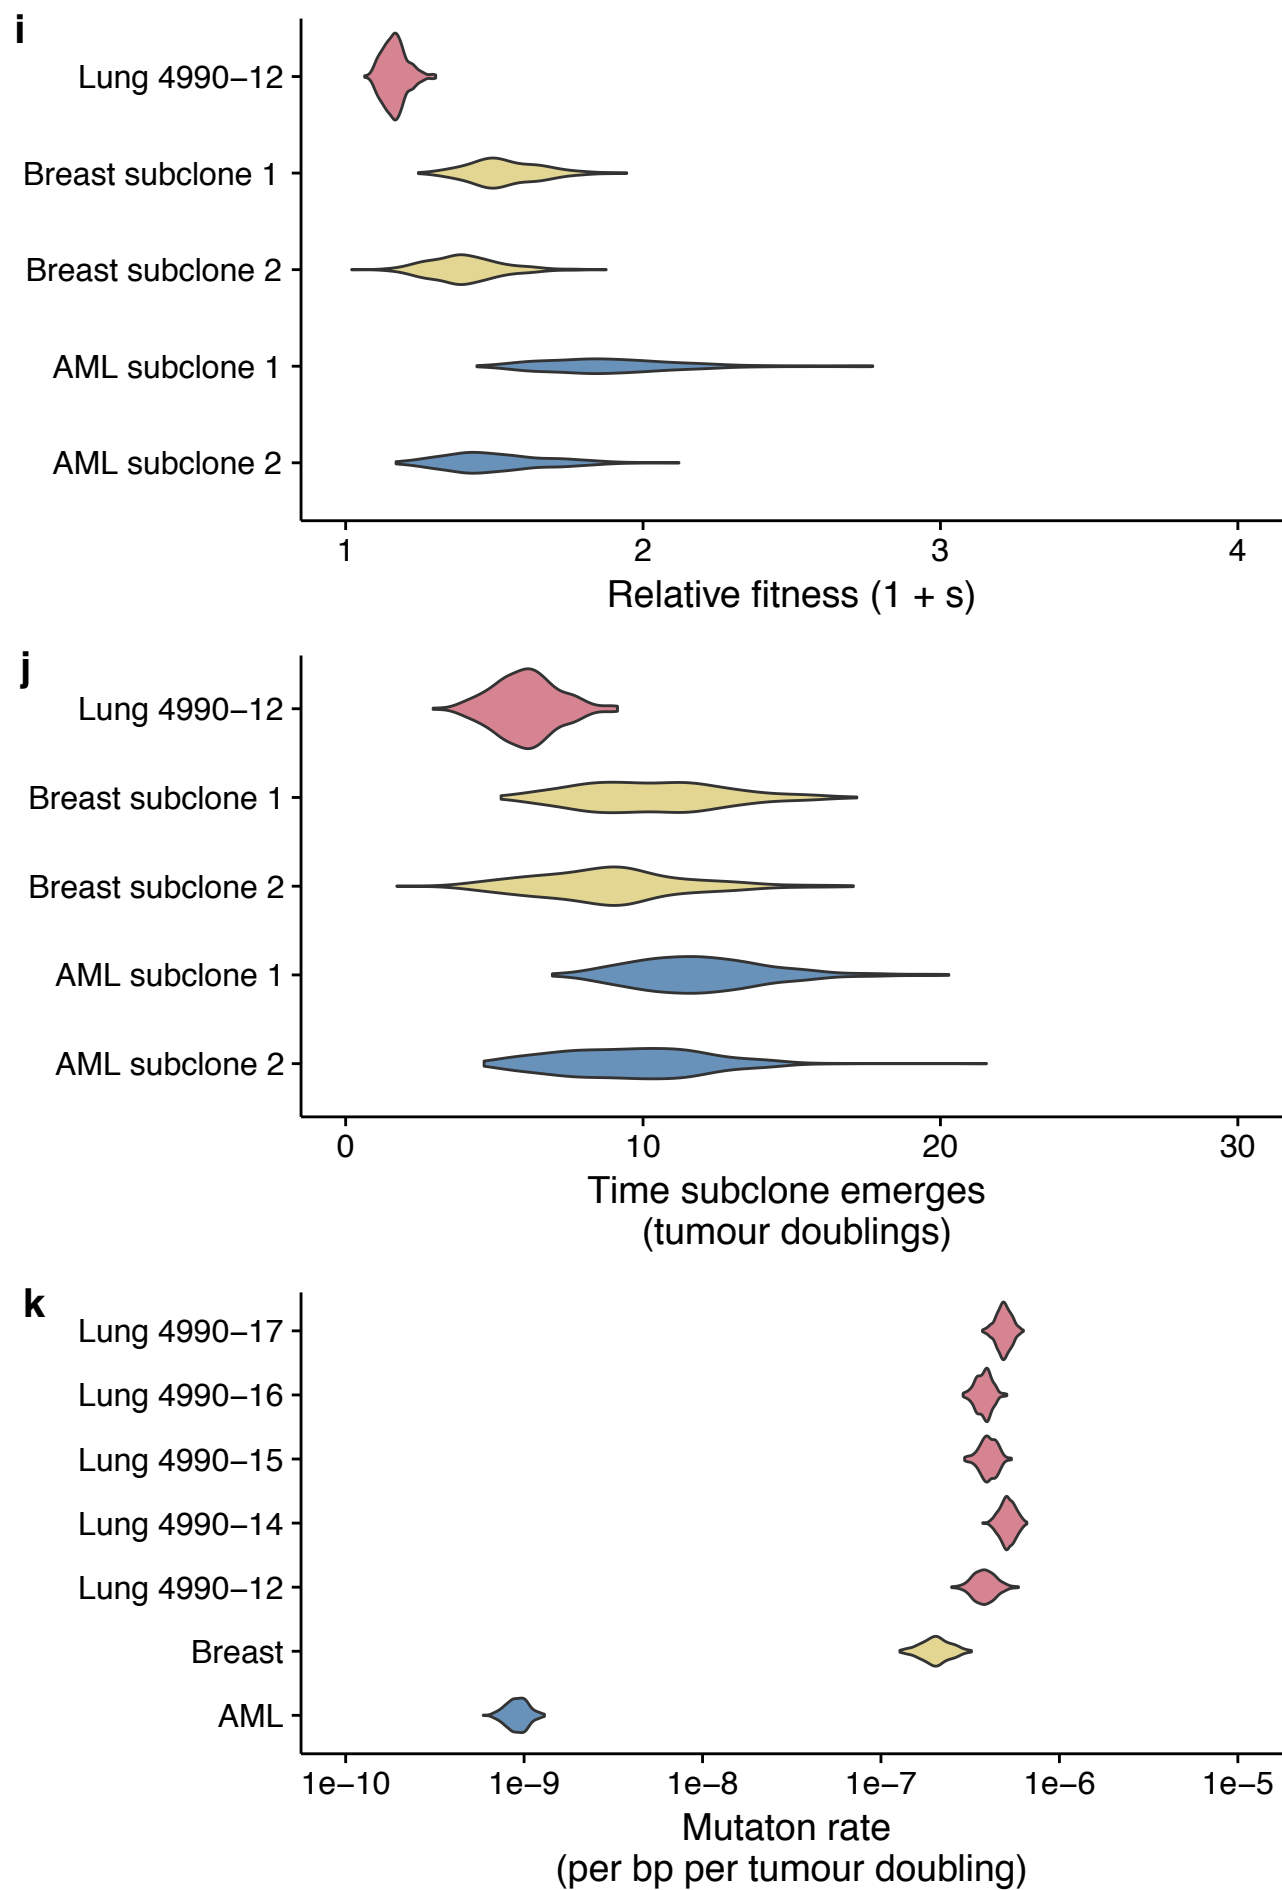 i
Lung 4990−12
Breast subclone 1
Breast subclone 2
AML subclone 1
AML subclone 2
1 2 3 4
Relative fitness (1 + s)
j
Lung 4990−12
Breast subclone 1
Breast subclone 2
AML subclone 1
AML subclone 2
0 10 20 30
Time subclone emerges
(tumour doublings)
k
Lung 4990−17
Lung 4990−16
Lung 4990−15
Lung 4990−14
Lung 4990−12
Breast
AML
1e−10 1e−9 1e−8 1e−7 1e−6 1e−5
Mutaton rate
(per bp per tumour doubling)